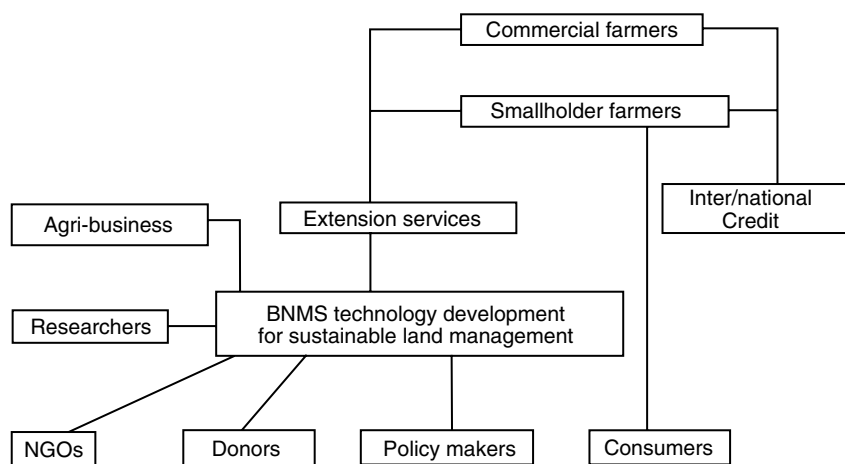 Commercial farmers
Smallholder farmers
Inter/national
Credit
Extension services
Agri-business
BNMS technology development
for sustainable land management
Researchers
NGOs
Donors
Policy makers
Consumers